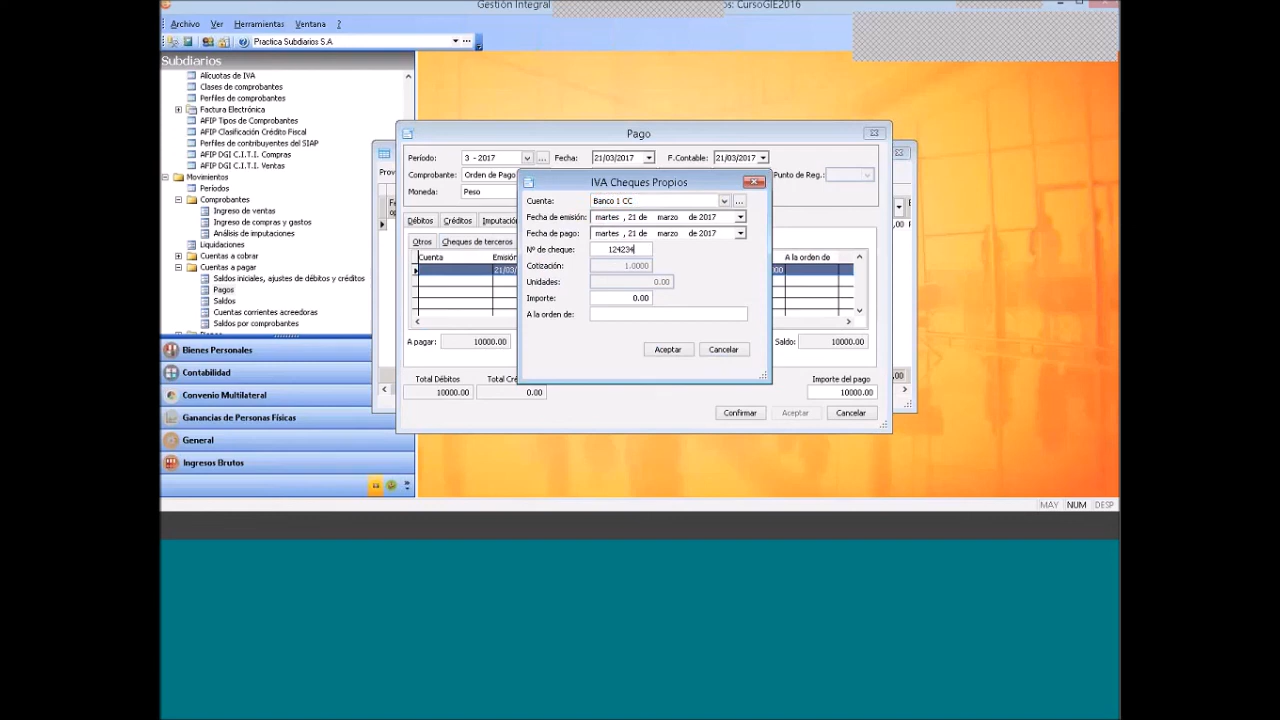 Gestión Integral os: CursoGIE2016
Archivo Ver Herramientas Ventana ?
Practica Subdiarios S.A
Subdiarios
Alícuotas de IVA
Clases de comprobantes
Perfiles de comprobantes
Factura Electrónica
AFIP Tipos de Comprobantes
AFIP Clasificación Crédito Fiscal
Perfiles de contribuyentes del SIAP
AFIP DGI C.I.T.I. Compras
AFIP DGI C.I.T.I. Ventas
Movimientos
Períodos
Comprobantes
Ingreso de ventas
Ingreso de compras y gastos
Análisis de imputaciones
Liquidaciones
Cuentas a cobrar
Cuentas a pagar
Saldos iniciales, ajustes de débitos y créditos
Pagos
Saldos
Cuentas corrientes acreedoras
Saldos por comprobantes
Bienes Personales
Contabilidad
Convenio Multilateral
Ganancias de Personas Físicas
General
Ingresos Brutos
Prov
Pago
Período: 3 - 2017 Fecha: 21/03/2017 F.Contable: 21/03/2017
Comprobante: Orden de Pago Punto de Reg.:
Moneda: Peso
Débitos Créditos Imputación
Otros Cheques de terceros
Cuenta Emisión A la orden de
21/03/
A pagar: 10000.00 Saldo: 10000.00
Total Débitos Total Cré Importe del pago
10000.00 0.00 10000.00
Confirmar Aceptar Cancelar
IVA Cheques Propios
Cuenta: Banco 1 CC
Fecha de emisión: martes , 21 de marzo de 2017
Fecha de pago: martes , 21 de marzo de 2017
Nº de cheque: 124234
Cotización: 1.0000
Unidades: 0.00
Importe: 0.00
A la orden de:
Aceptar Cancelar
MAY NUM DESP